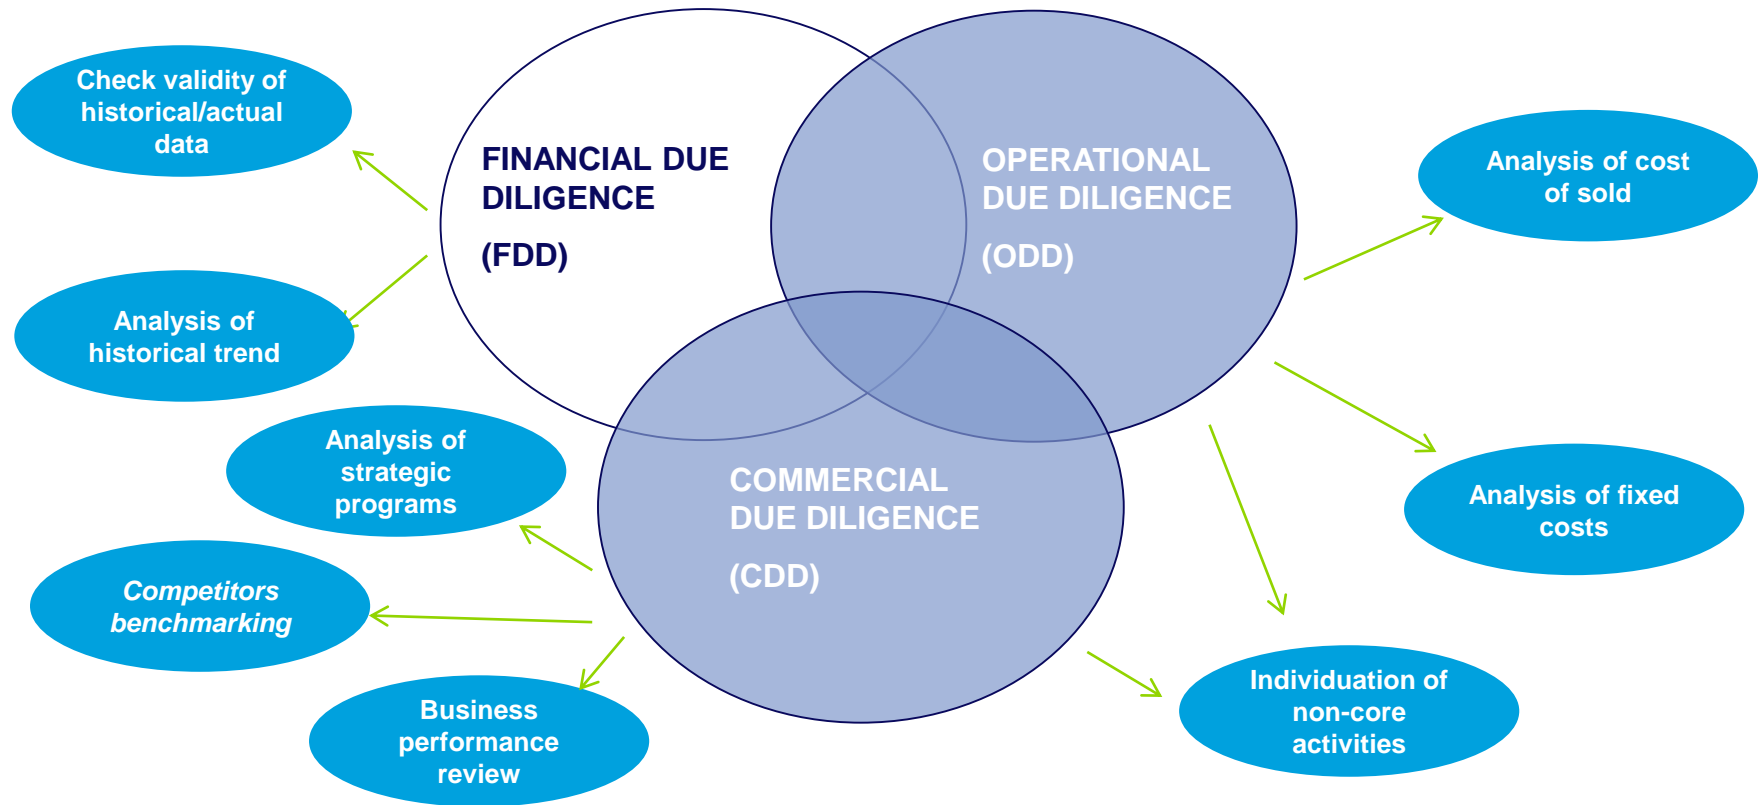 Check validity of
historical/actual
data
FINANCIAL DUE
DILIGENCE
(FDD)
OPERATIONAL
DUE DILIGENCE
(ODD)
Analysis of cost
of sold
Analysis of
historical trend
Analysis of
strategic
programs
COMMERCIAL
DUE DILIGENCE
(CDD)
Analysis of fixed
costs
Competitors
benchmarking
Business
performance
review
Individuation of
non-core
activities